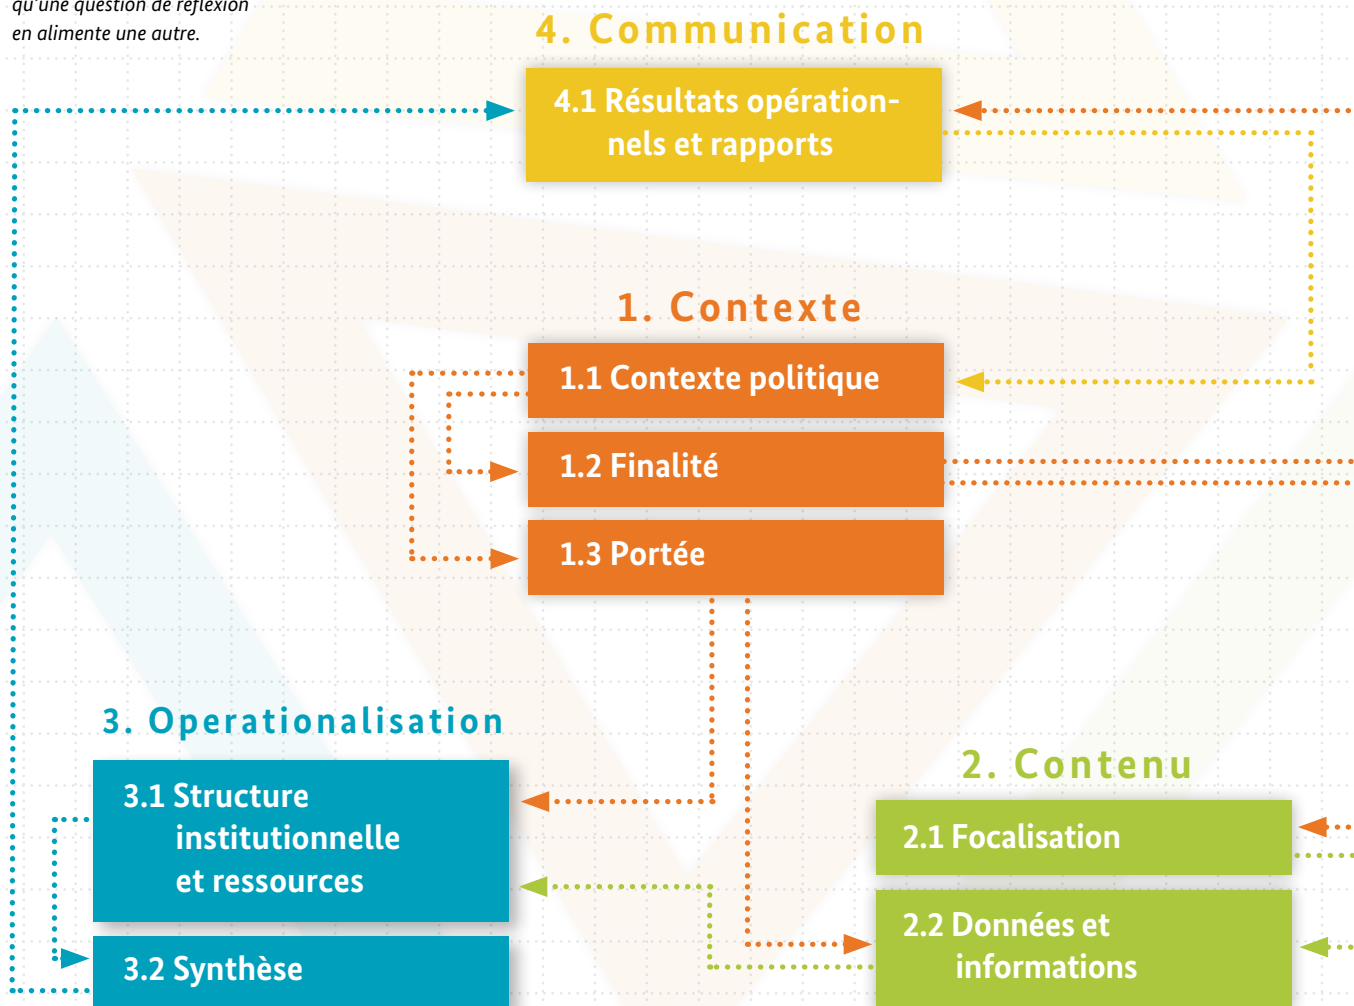 qu'une question de réflexion
en alimente une autre.
4. Communication
4.1 Résultats opération-
nels et rapports
1. Contexte
1.1 Contexte politique
1.2 Finalité
1.3 Portée
3. Operationalisation
3.1 Structure
institutionnelle
et ressources
3.2 Synthèse
2. Contenu
2.1 Focalisation
2.2 Données et
informations